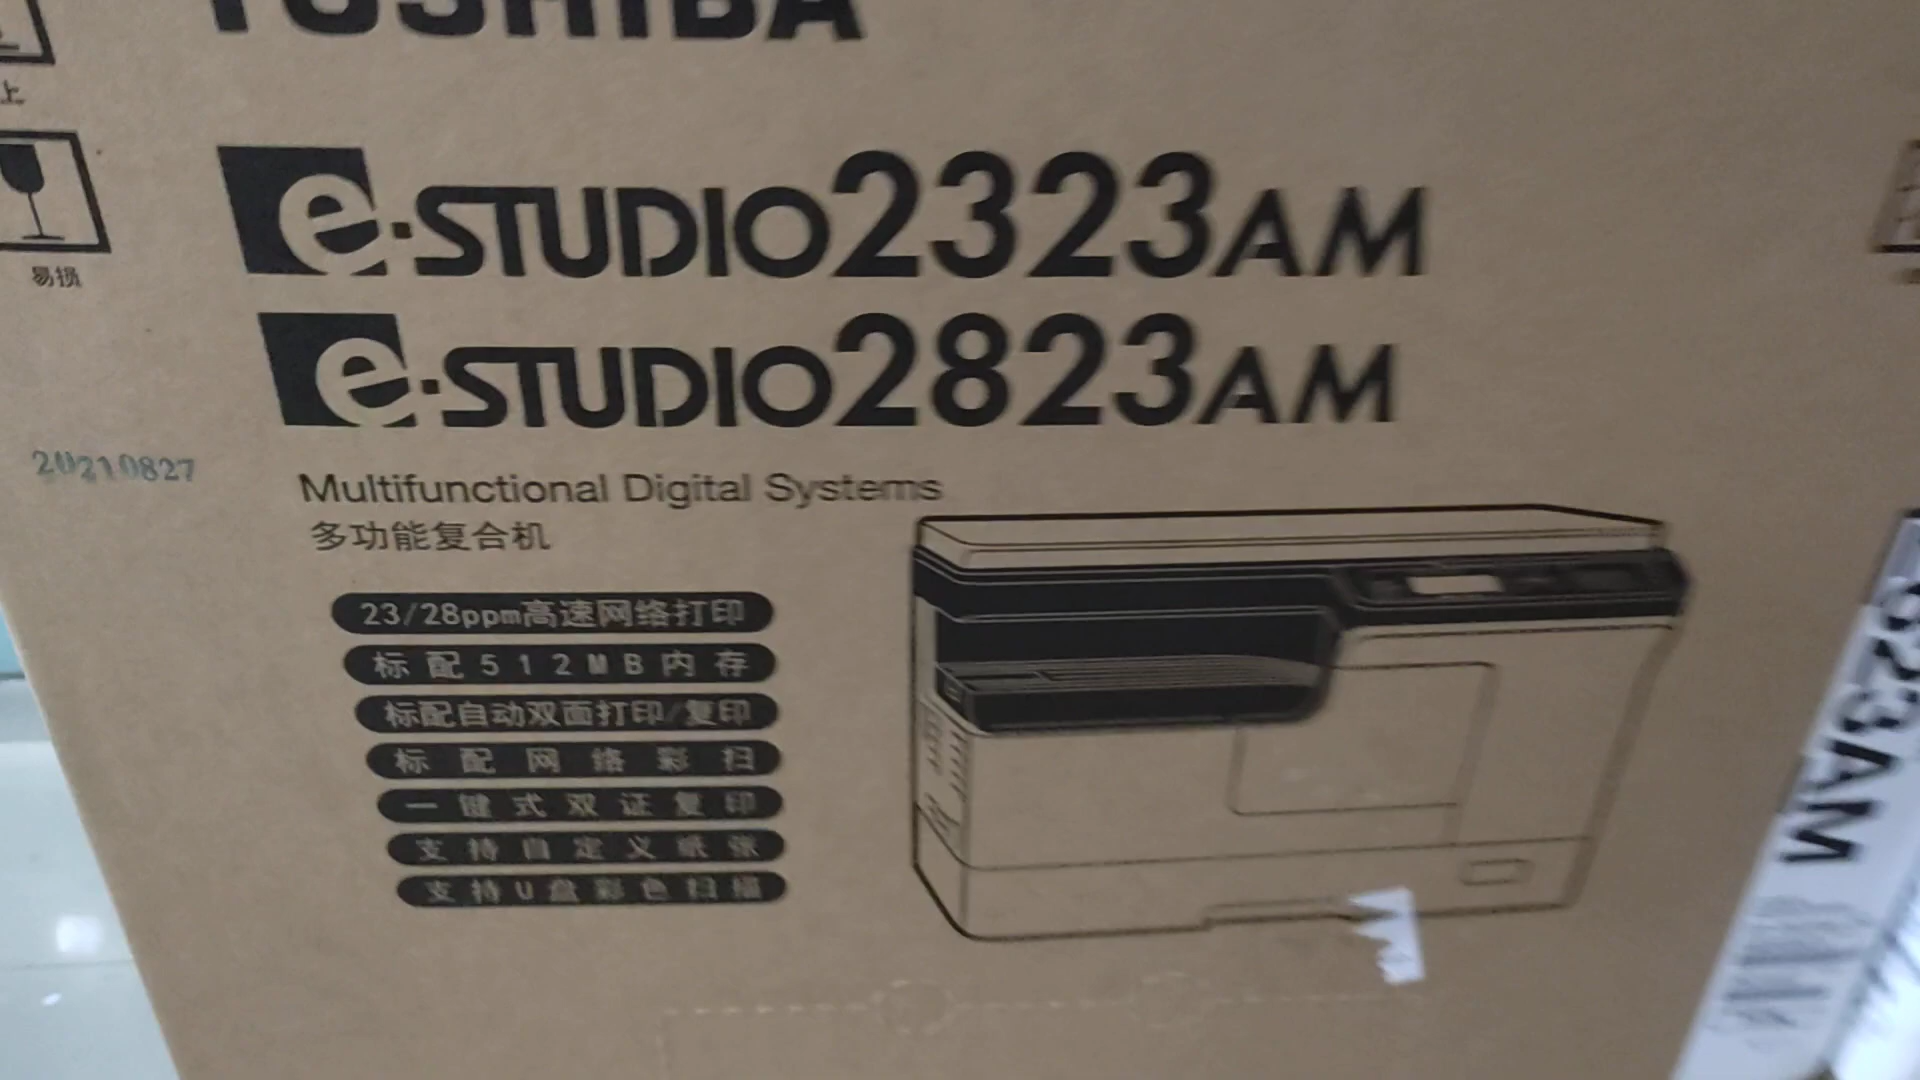 TOSHIBA
上
e-STUDIO2323AM
易损
e-STUDIO2823AM
20210827
Multifunctional Digital Systems
多功能复合机
23/28ppm高速网络打印
标配512MB内存
标配自动双面打印/复印
标配网络彩扫
一键式双证复印
支持自定义纸张
支持U盘彩色扫描
823AM